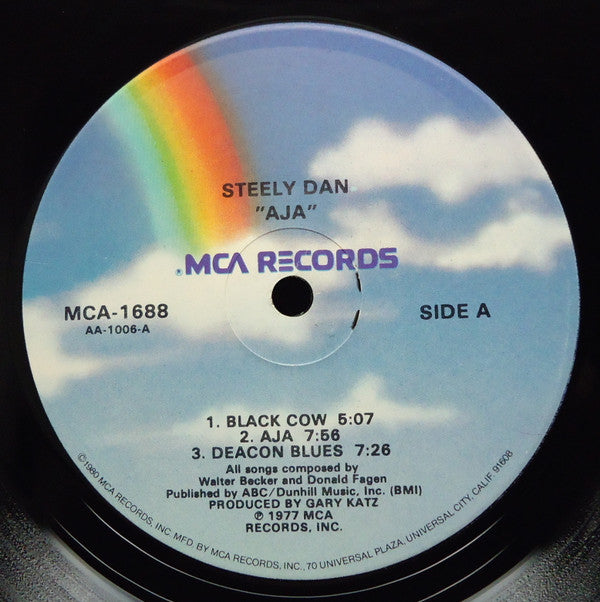 STEELY DAN
"AJA"
MCA RECORDS
MCA-1688
AA-1006-A
SIDE A
1. BLACK COW 5:07
2. AJA 7:56
3. DEACON BLUES 7:26
All songs composed by
Walter Becker and Donald Fagen
Published by ABC/Dunhill Music, Inc. (BMI)
PRODUCED BY GARY KATZ
℗ 1977 MCA
RECORDS, INC.
©1980 MCA RECORDS, INC. MFD. BY MCA RECORDS, INC., 70 UNIVERSAL PLAZA, UNIVERSAL CITY, CALIF. 91608